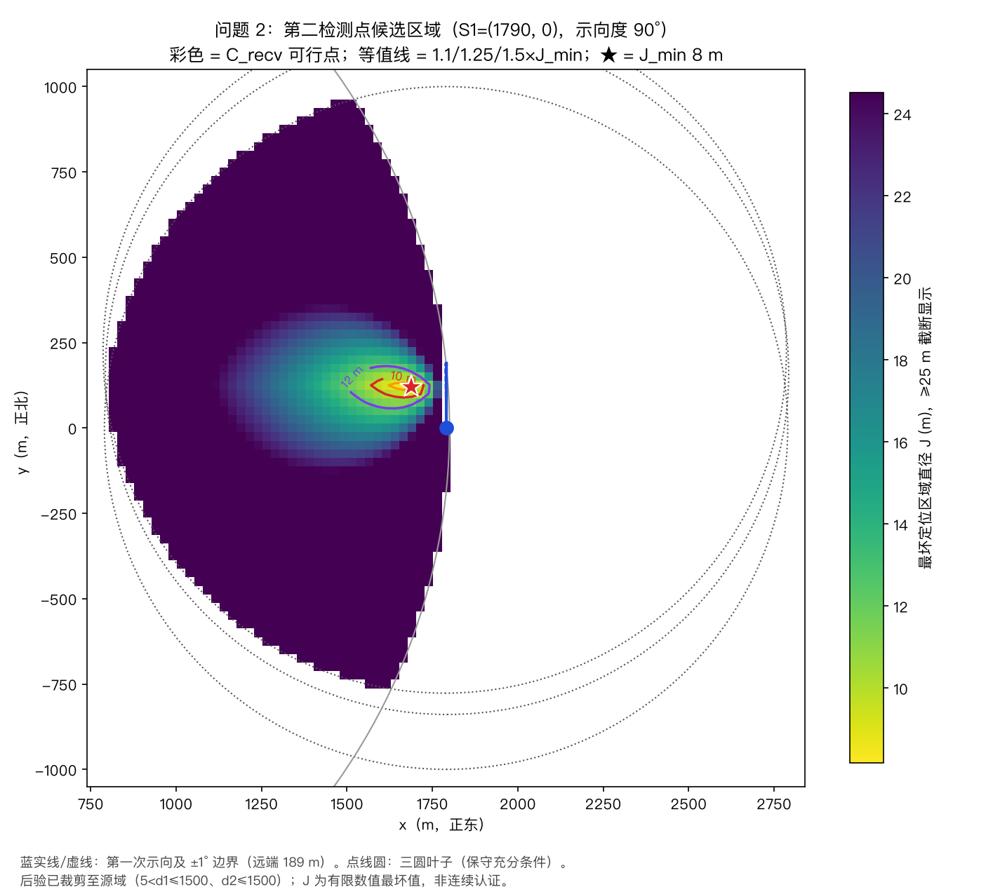 问题 2：第二检测点候选区域（S1=(1790, 0)，示向度 90°）
彩色 = C_recv 可行点；等值线 = 1.1/1.25/1.5×J_min；★ = J_min 8 m
1000
750
500
250
0
−250
−500
−750
−1000
y（m，正北）
12 m
10 m
750
1000
1250
1500
1750
2000
2250
2500
2750
x（m，正东）
24
22
20
18
16
14
12
10
最坏定位区域直径 J (m)，≥25 m 截断显示
蓝实线/虚线：第一次示向及 ±1° 边界（远端 189 m）。点线圆：三圆叶子（保守充分条件）。
后验已裁剪至源域（5<d1≤1500、d2≤1500）；J 为有限数值最坏值，非连续认证。